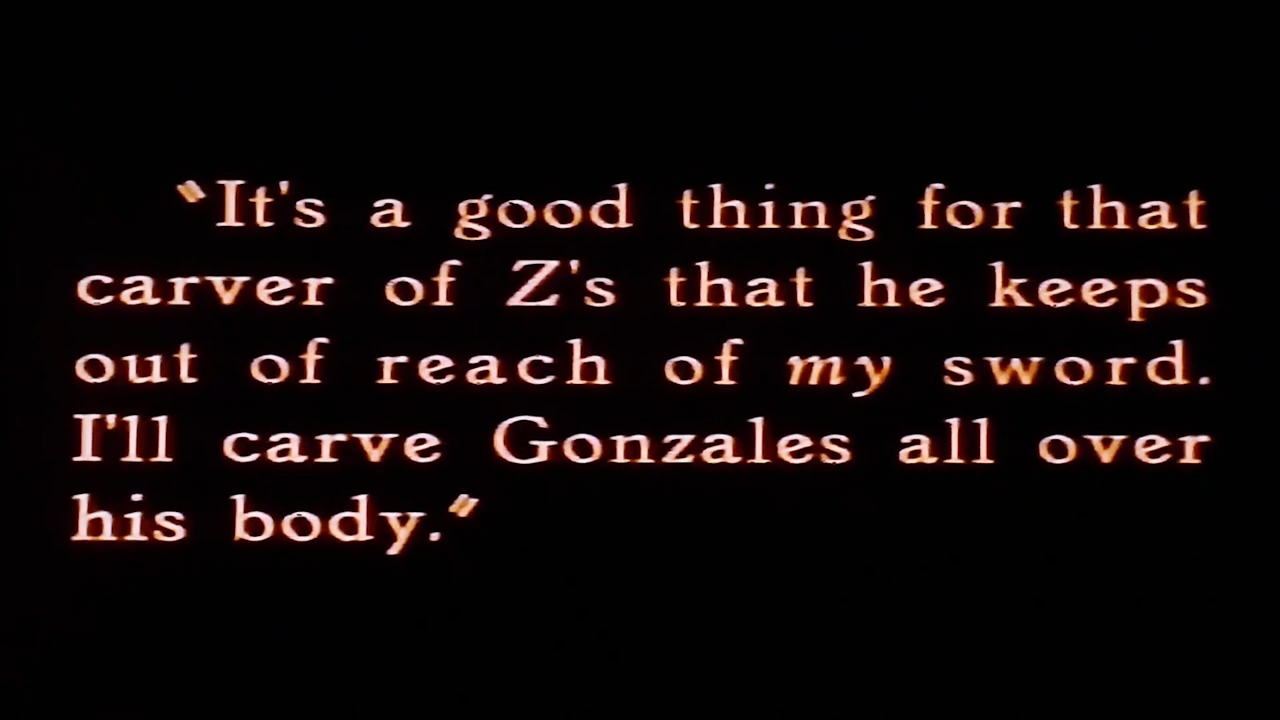 "It's a good thing for that
carver of Z's that he keeps
out of reach of my sword.
I'll carve Gonzales all over
his body."